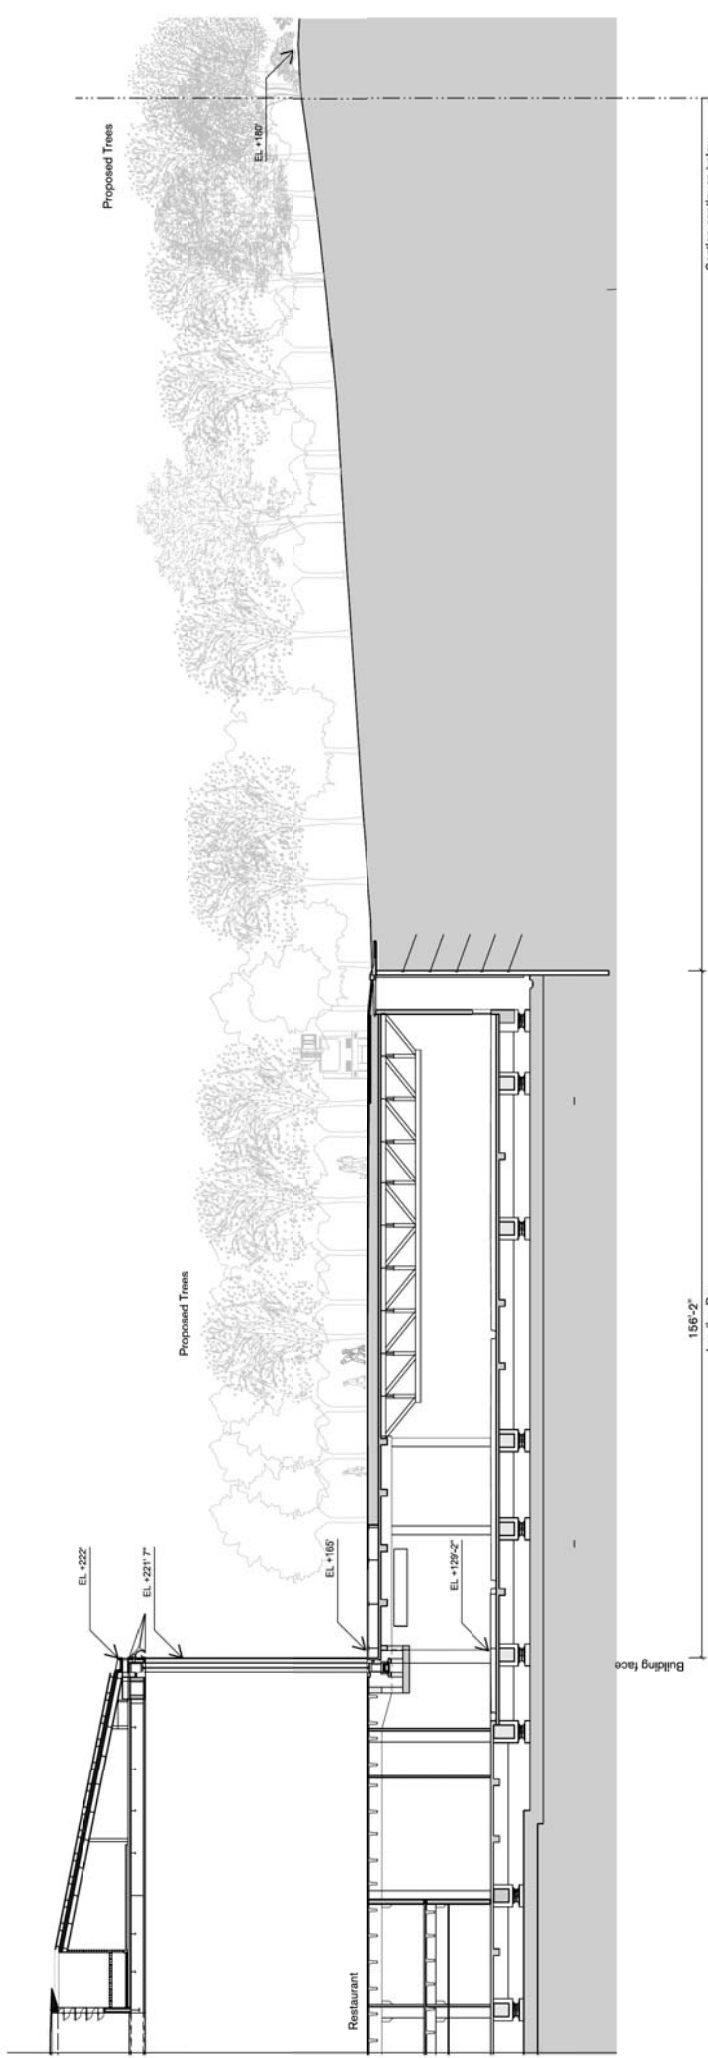 Proposed Trees
EL +180'
Proposed Trees
EL +222'
EL +221' 7"
EL +165'
EL +129'-2"
Restaurant
Building face
156'-2"